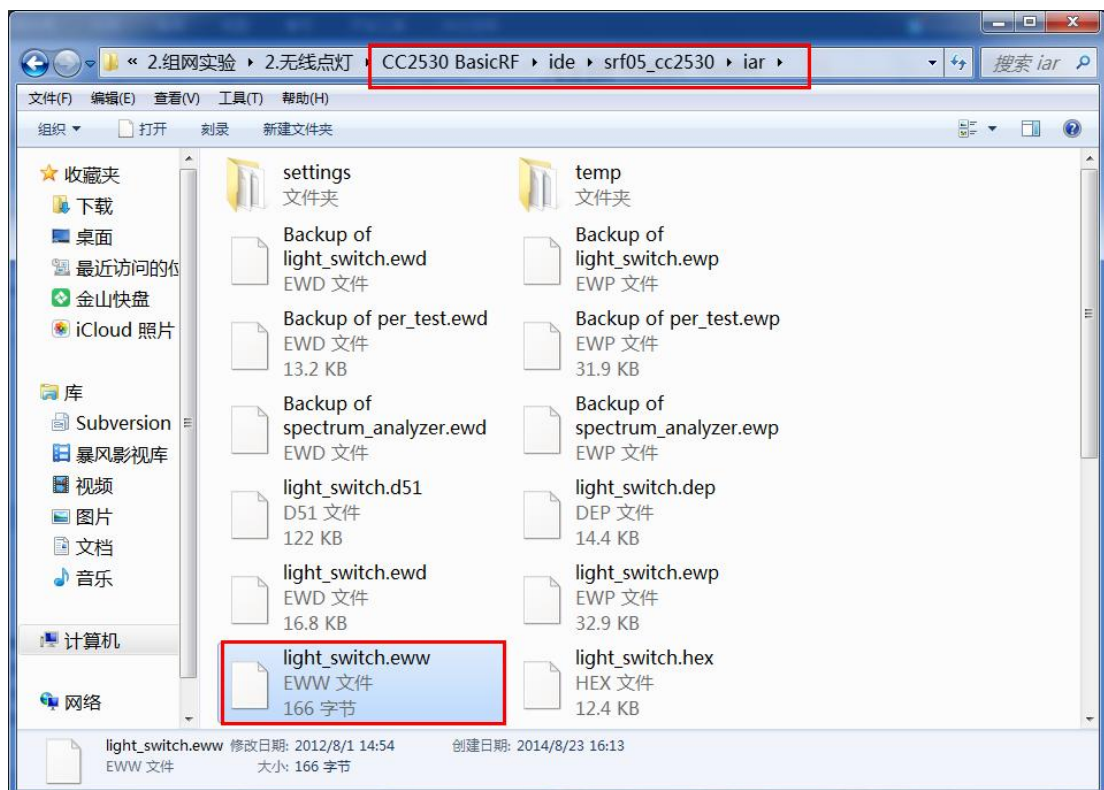 « 2.组网实验 ▸ 2.无线点灯 ▸ CC2530 BasicRF ▸ ide ▸ srf05_cc2530 ▸ iar ▸
搜索 iar
文件(F) 编辑(E) 查看(V) 工具(T) 帮助(H)
组织 打开 刻录 新建文件夹
收藏夹
下载
桌面
最近访问的位
金山快盘
iCloud 照片
库
Subversion
暴风影视库
视频
图片
文档
音乐
计算机
网络
settings
文件夹
temp
文件夹
Backup of
light_switch.ewd
EWD 文件
Backup of
light_switch.ewp
EWP 文件
Backup of per_test.ewd
EWD 文件
13.2 KB
Backup of per_test.ewp
EWP 文件
31.9 KB
Backup of
spectrum_analyzer.ewd
EWD 文件
Backup of
spectrum_analyzer.ewp
EWP 文件
light_switch.d51
D51 文件
122 KB
light_switch.dep
DEP 文件
14.4 KB
light_switch.ewd
EWD 文件
16.8 KB
light_switch.ewp
EWP 文件
32.9 KB
light_switch.eww
EWW 文件
166 字节
light_switch.hex
HEX 文件
12.4 KB
light_switch.eww 修改日期: 2012/8/1 14:54 创建日期: 2014/8/23 16:13
EWW 文件 大小: 166 字节